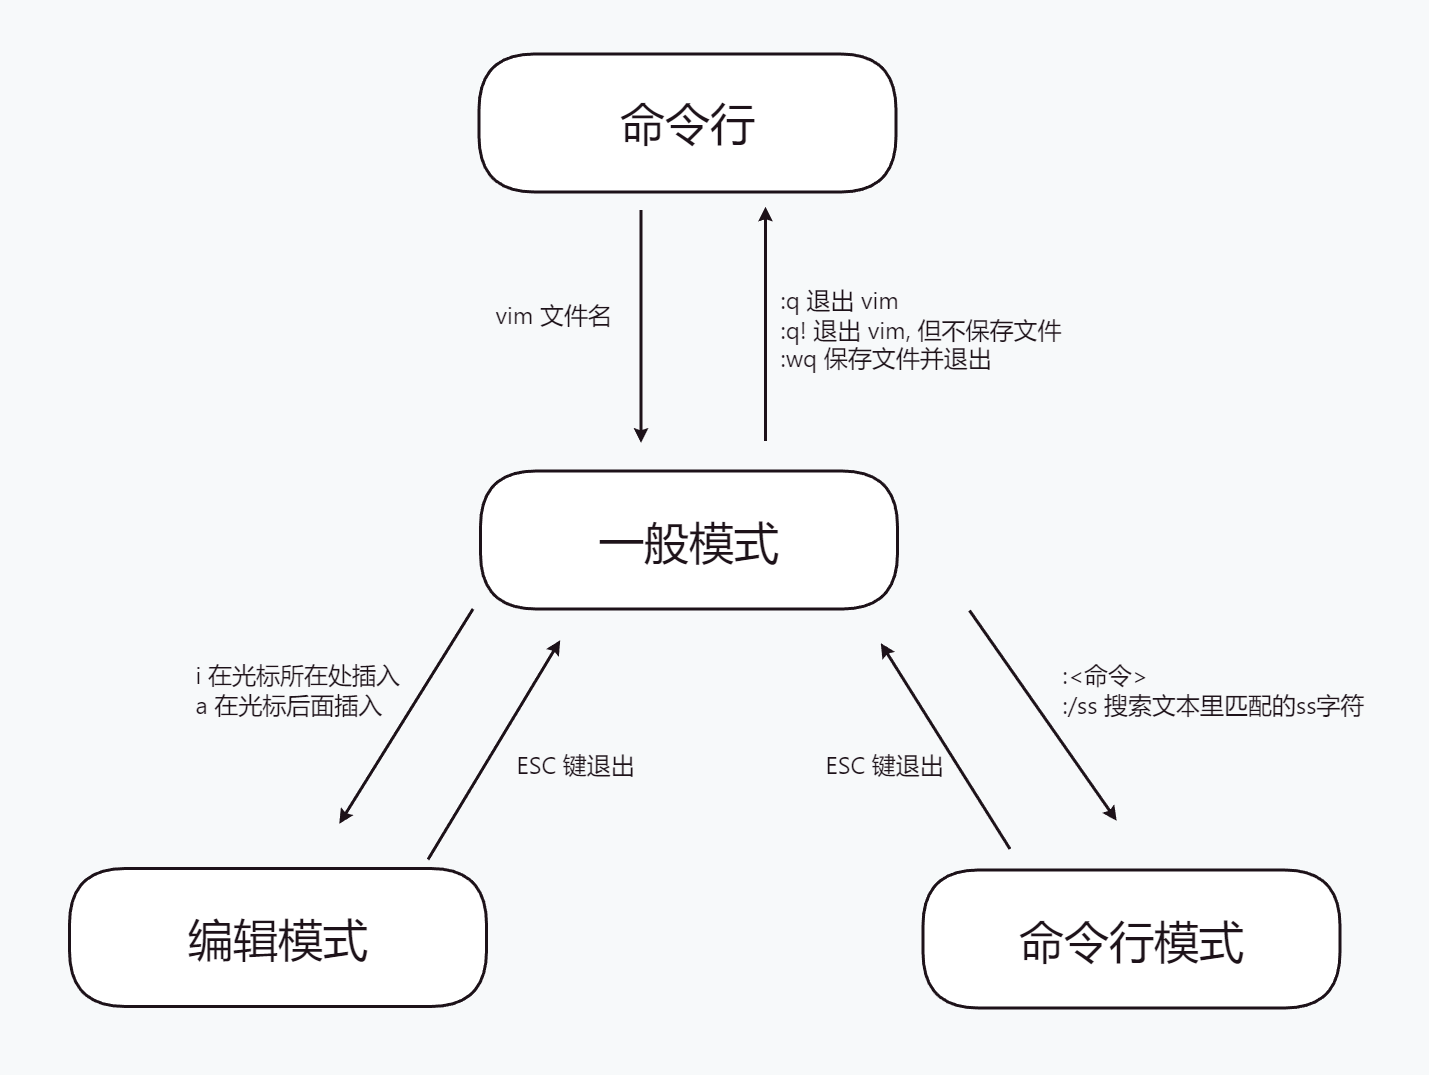 命令行
vim 文件名
:q 退出 vim
:q! 退出 vim, 但不保存文件
:wq 保存文件并退出
一般模式
i 在光标所在处插入
a 在光标后面插入
ESC 键退出
ESC 键退出
:<命令>
:/ss 搜索文本里匹配的ss字符
编辑模式
命令行模式